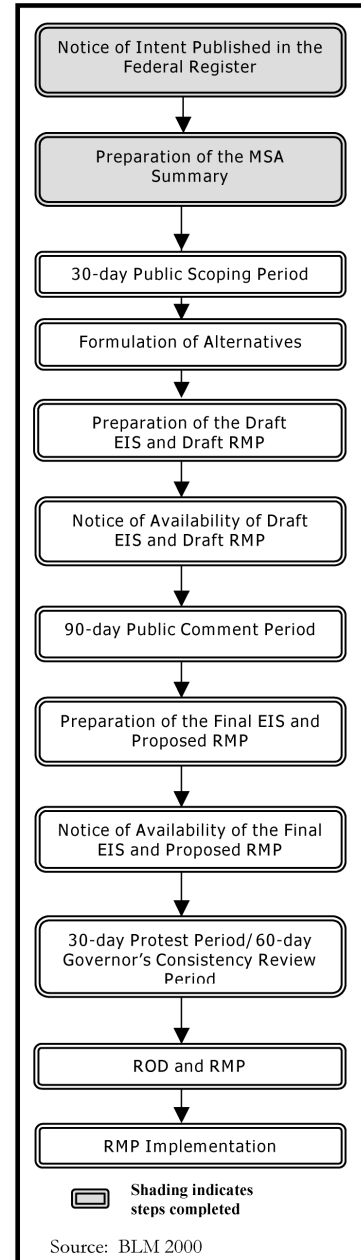 Notice of Intent Published in the
Federal Register
Preparation of the MSA
Summary
30-day Public Scoping Period
Formulation of Alternatives
Preparation of the Draft
EIS and Draft RMP
Notice of Availability of Draft
EIS and Draft RMP
90-day Public Comment Period
Preparation of the Final EIS and
Proposed RMP
Notice of Availability of the Final
EIS and Proposed RMP
30-day Protest Period/60-day
Governor's Consistency Review
Period
ROD and RMP
RMP Implementation
Shading indicates
steps completed
Source: BLM 2000